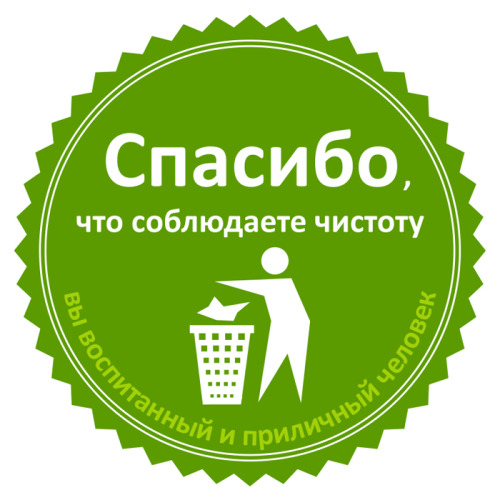 Спасибо,
что соблюдаете чистоту
вы воспитанный и приличный человек